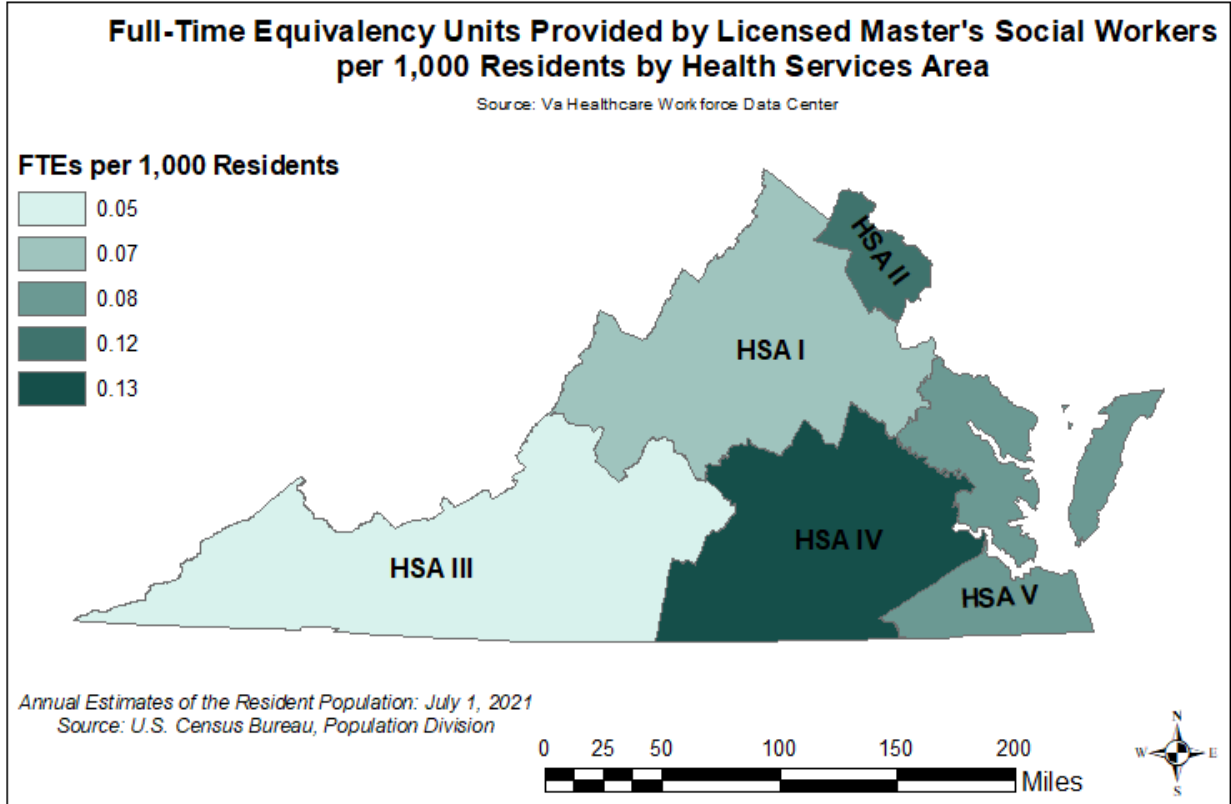 Full-Time Equivalency Units Provided by Licensed Master's Social Workers
per 1,000 Residents by Health Services Area
Source: Va Healthcare Workforce Data Center
FTEs per 1,000 Residents
0.05
0.07
0.08
0.12
0.13
HSA II
HSA I
HSA IV
HSA III
HSA V
Annual Estimates of the Resident Population: July 1, 2021
Source: U.S. Census Bureau, Population Division
0 25 50 100 150 200
Miles
N
W E
S